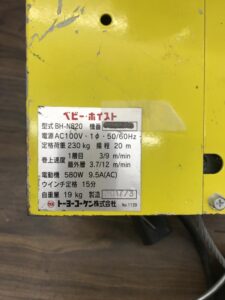 ベビー・ホイスト
型式 BH-N820 機番
電源 AC100V・1φ・50/60Hz
定格荷重 230 kg 揚程 20 m
巻上速度 1層目 3/9 m/min
最外層 3.7/12 m/min
電動機 580W 9.5A(AC)
ウインチ定格 15分
自重量 19 kg 製造
トーヨーコーケン株式会社 No.1139